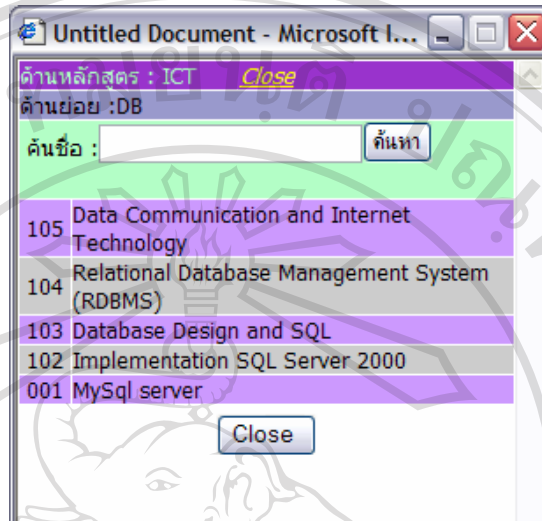 Untitled Document - Microsoft I...
ด้านหลักสูตร : ICT Close
ด้านย่อย :DB
ค้นชื่อ : ค้นหา
105 Data Communication and Internet
Technology
104 Relational Database Management System
(RDBMS)
103 Database Design and SQL
102 Implementation SQL Server 2000
001 MySql server
Close